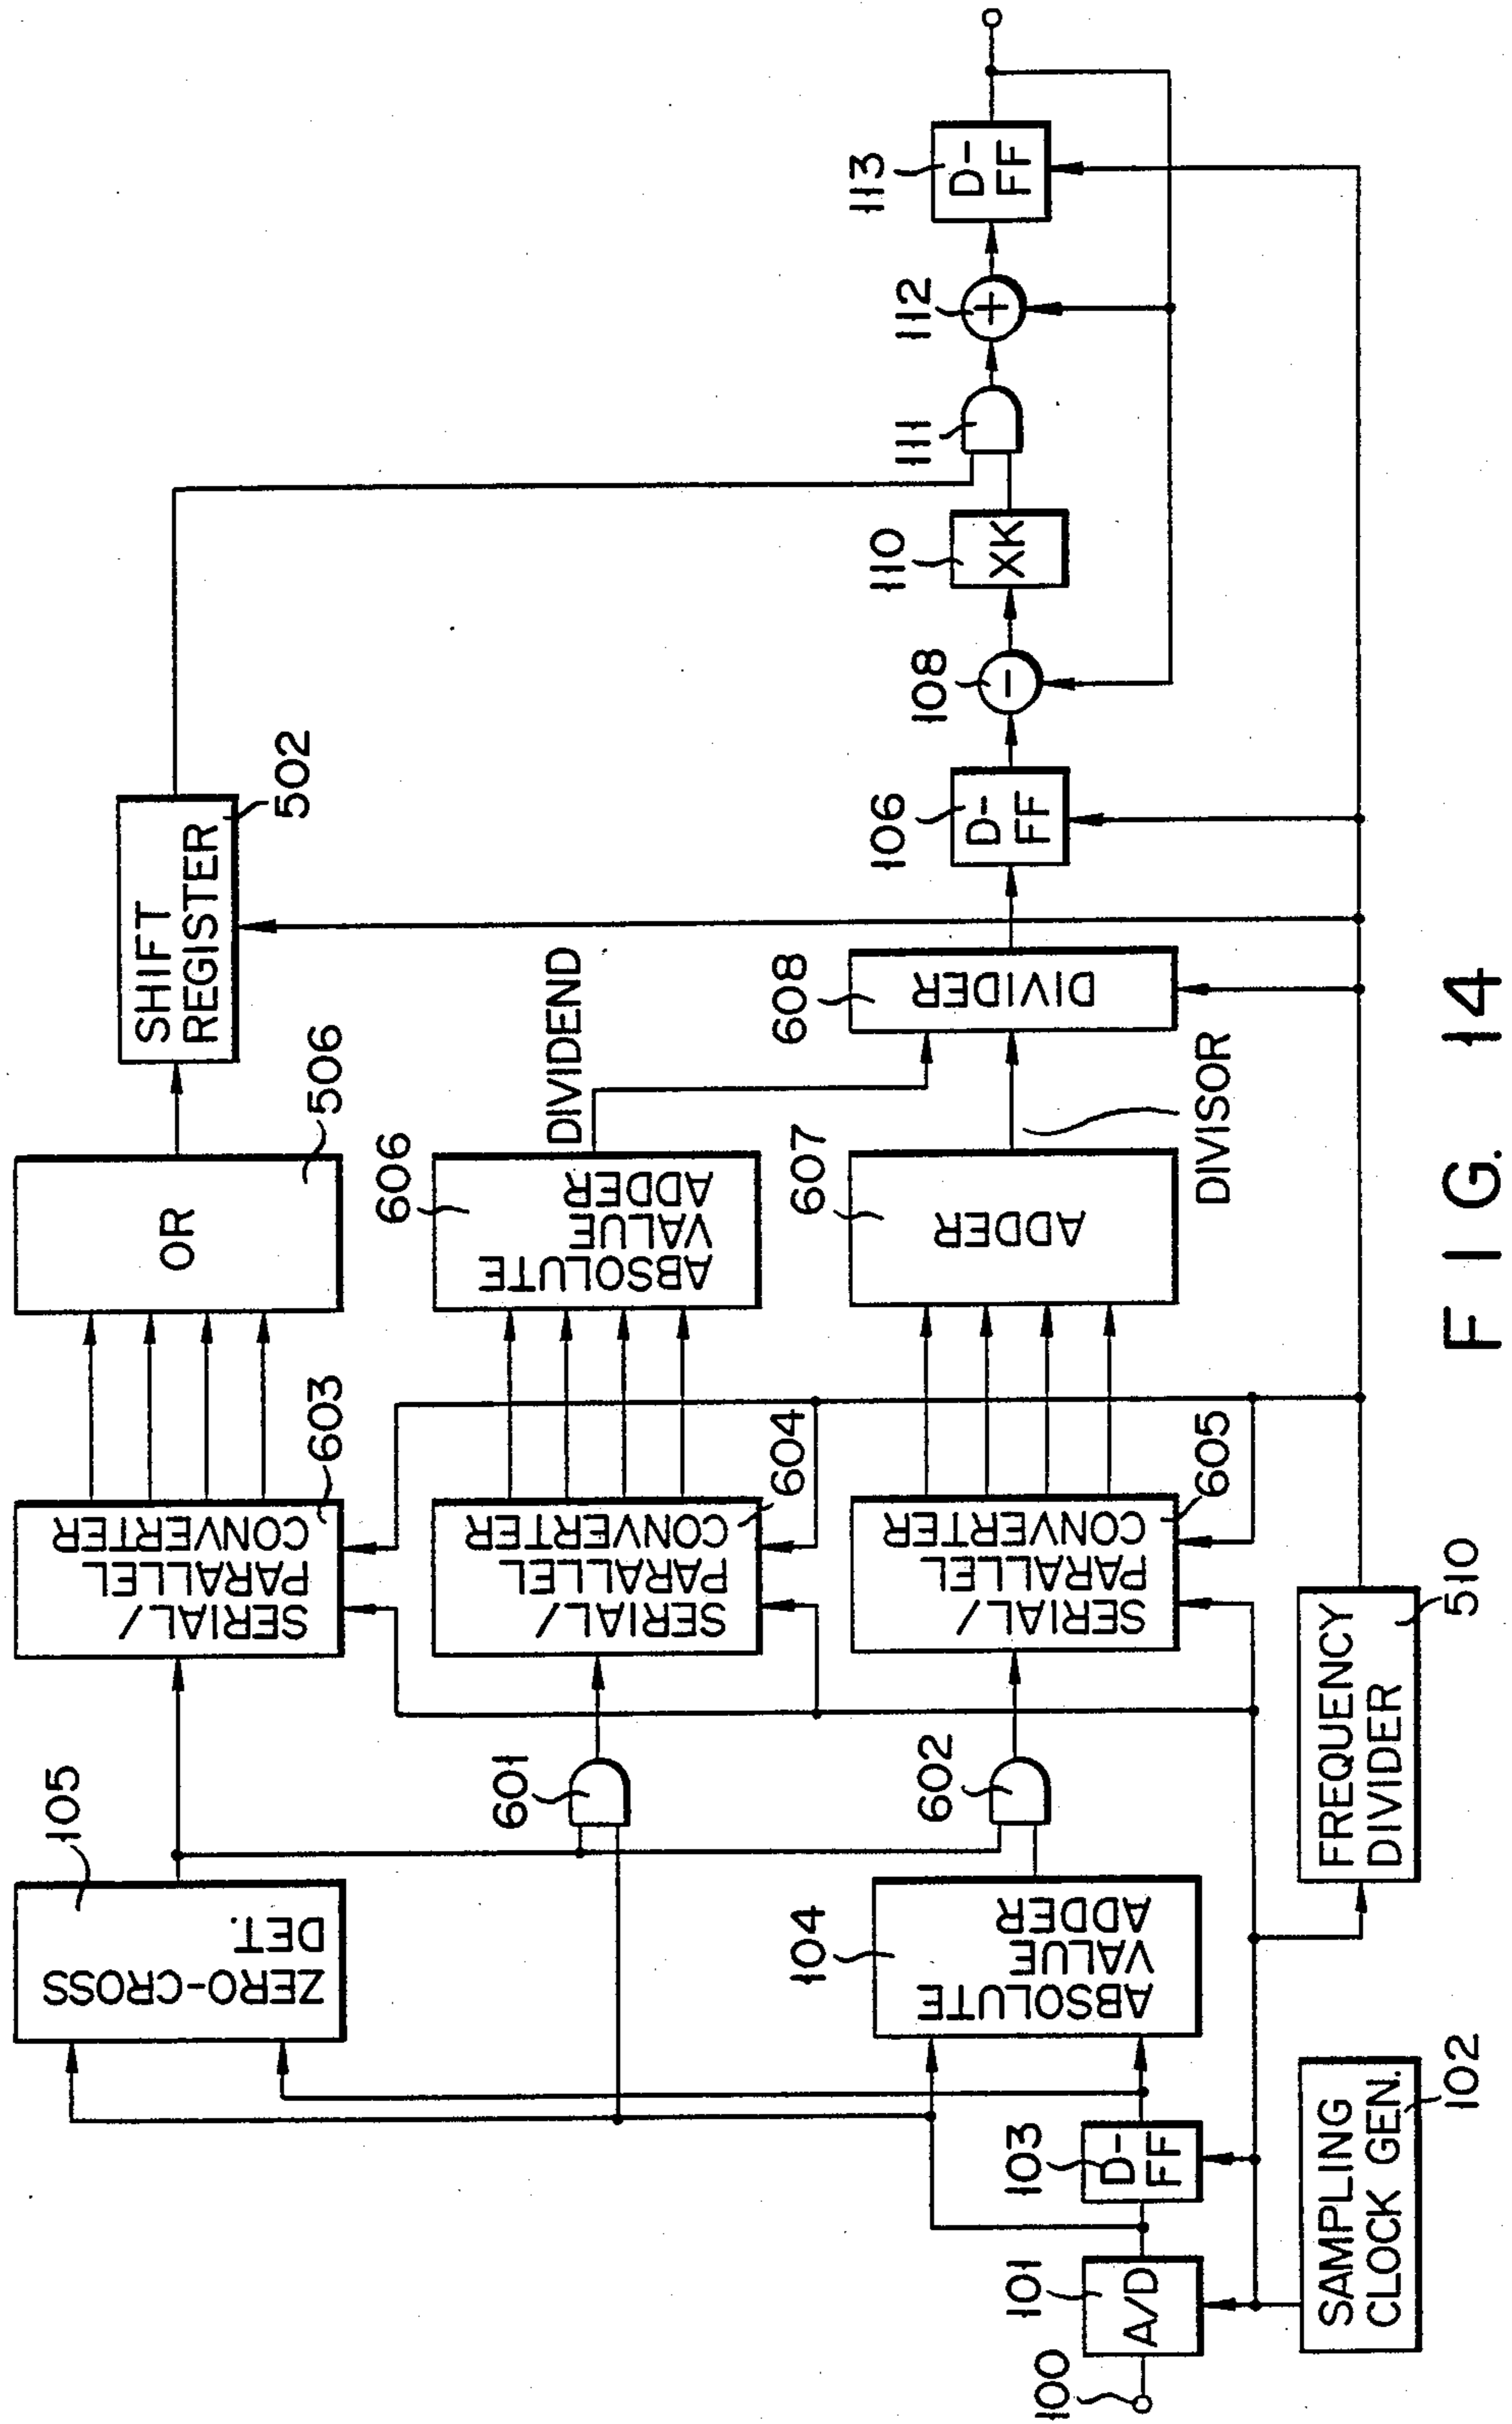 105
ZERO-CROSS
DET.
603
SERIAL/
PARALLEL
CONVERTER
506
OR
SHIFT
REGISTER
502
601
604
SERIAL/
PARALLEL
CONVERTER
606
ABSOLUTE
VALUE
ADDER
DIVIDEND
104
ABSOLUTE
VALUE
ADDER
602
605
SERIAL/
PARALLEL
CONVERTER
607
ADDER
DIVISOR
608
DIVIDER
106
D-
FF
108
-
110
XK
111
112
+
113
D-
FF
100
101
A/D
103
D-
FF
SAMPLING
CLOCK GEN.
102
FREQUENCY
DIVIDER
510
FIG. 14